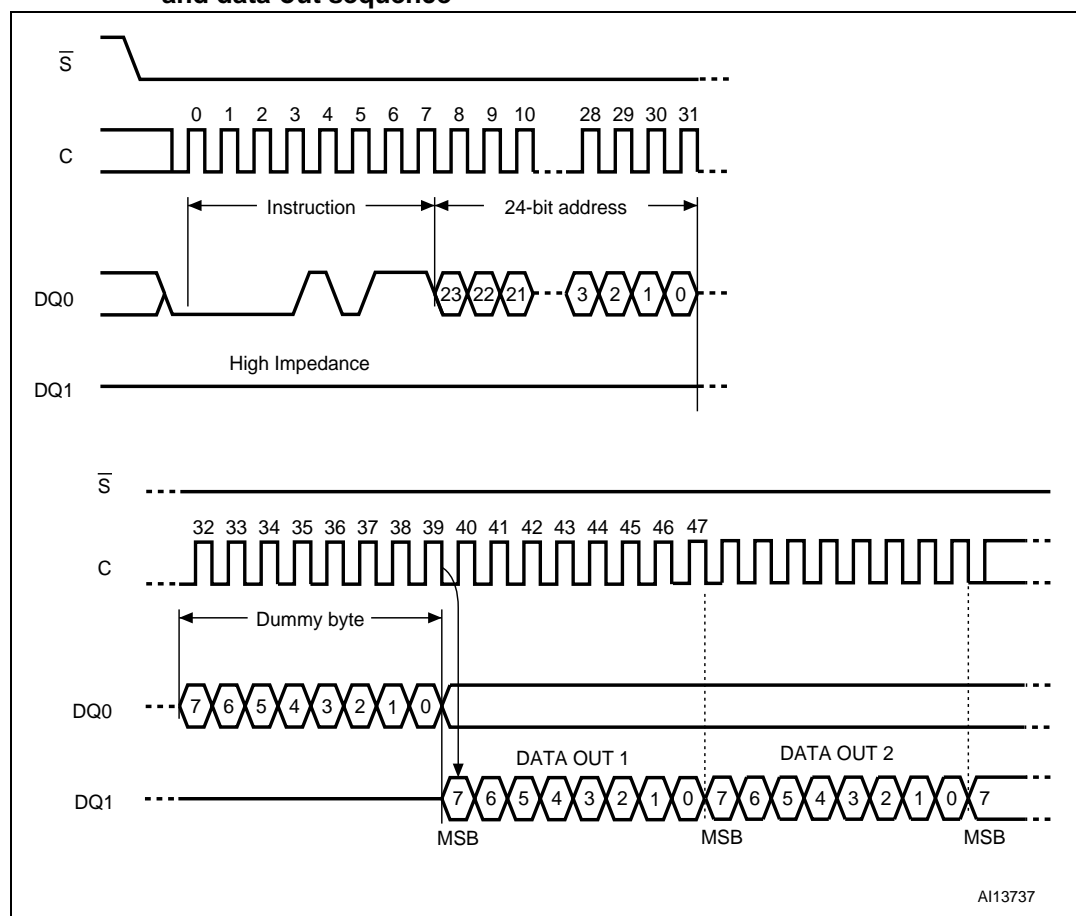 and data-out sequence
S
0 1 2 3 4 5 6 7 8 9 10 28 29 30 31
C
Instruction 24-bit address
DQ0 23 22 21 3 2 1 0
High Impedance
DQ1
S
32 33 34 35 36 37 38 39 40 41 42 43 44 45 46 47
C
Dummy byte
DQ0 7 6 5 4 3 2 1 0
DATA OUT 1 DATA OUT 2
DQ1 7 6 5 4 3 2 1 0 7 6 5 4 3 2 1 0 7
MSB MSB MSB
AI13737